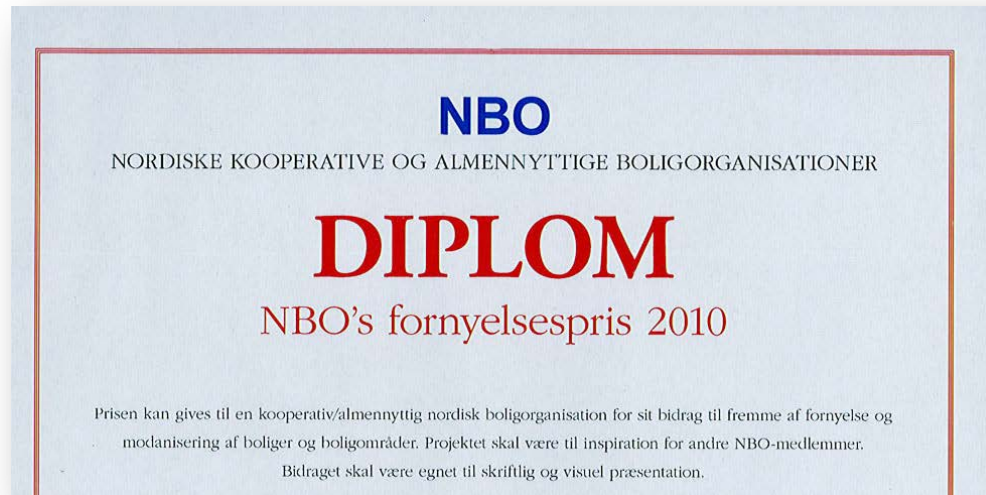 NBO
NORDISKE KOOPERATIVE OG ALMENNYTTIGE BOLIGORGANISATIONER
DIPLOM
NBO's fornyelsespris 2010
Prisen kan gives til en kooperativ/almennyttig nordisk boligorganisation for sit bidrag til fremme af fornyelse og
modanisering af boliger og boligområder. Projektet skal være til inspiration for andre NBO-medlemmer.
Bidraget skal være egnet til skriftlig og visuel præsentation.